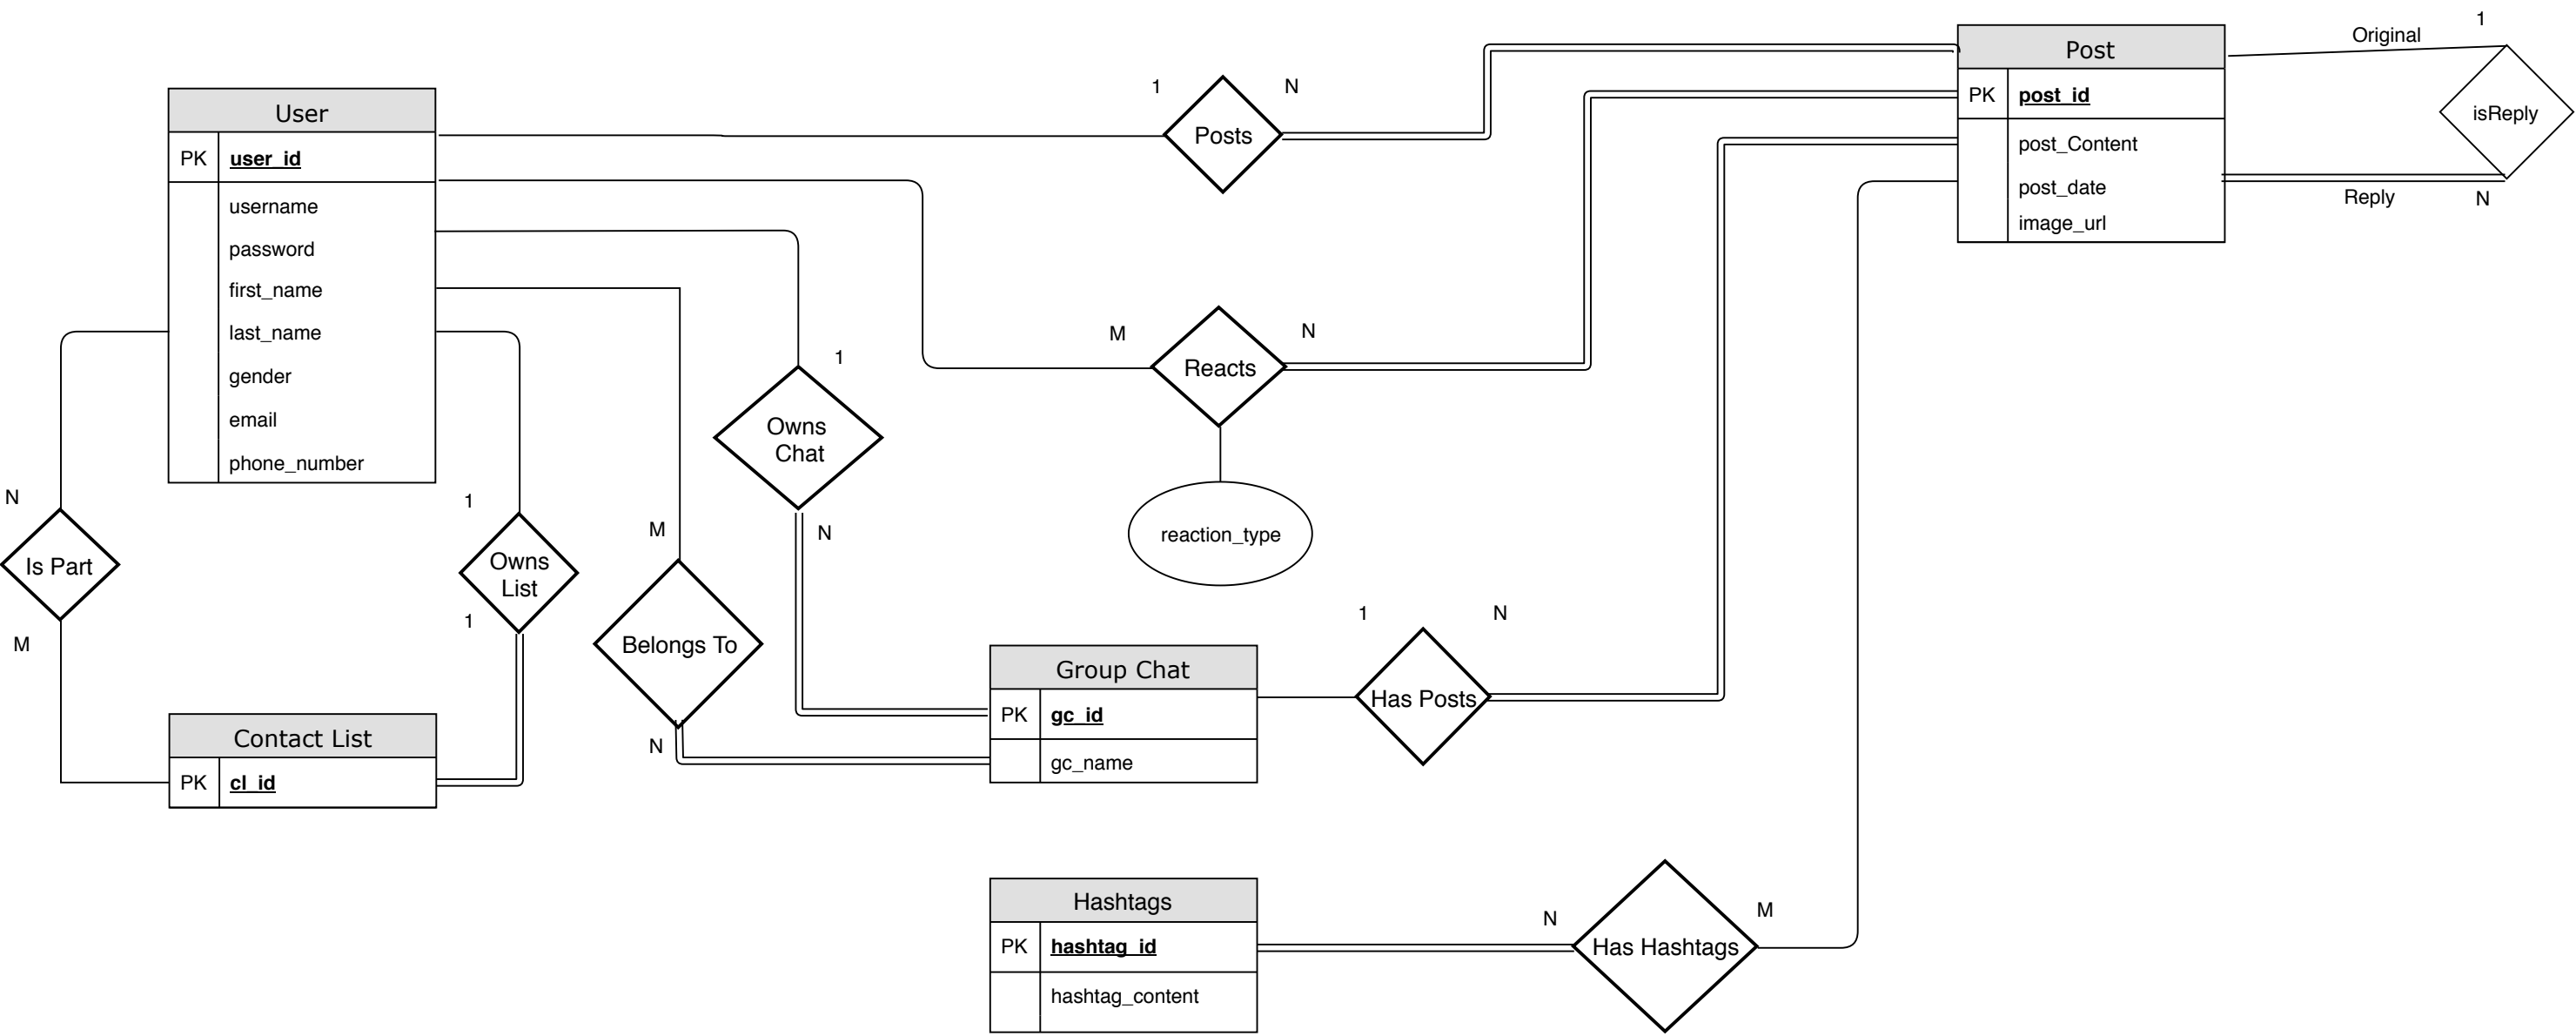 User
PK user_id
username
password
first_name
last_name
gender
email
phone_number
1
Posts
N
Post
PK post_id
post_Content
post_date
image_url
Original
1
isReply
Reply
N
M
Reacts
N
reaction_type
1
Owns
Chat
N
N
Is Part
M
1
Owns
List
1
M
Belongs To
N
Contact List
PK cl_id
Group Chat
PK gc_id
gc_name
1
Has Posts
N
Hashtags
PK hashtag_id
hashtag_content
N
Has Hashtags
M